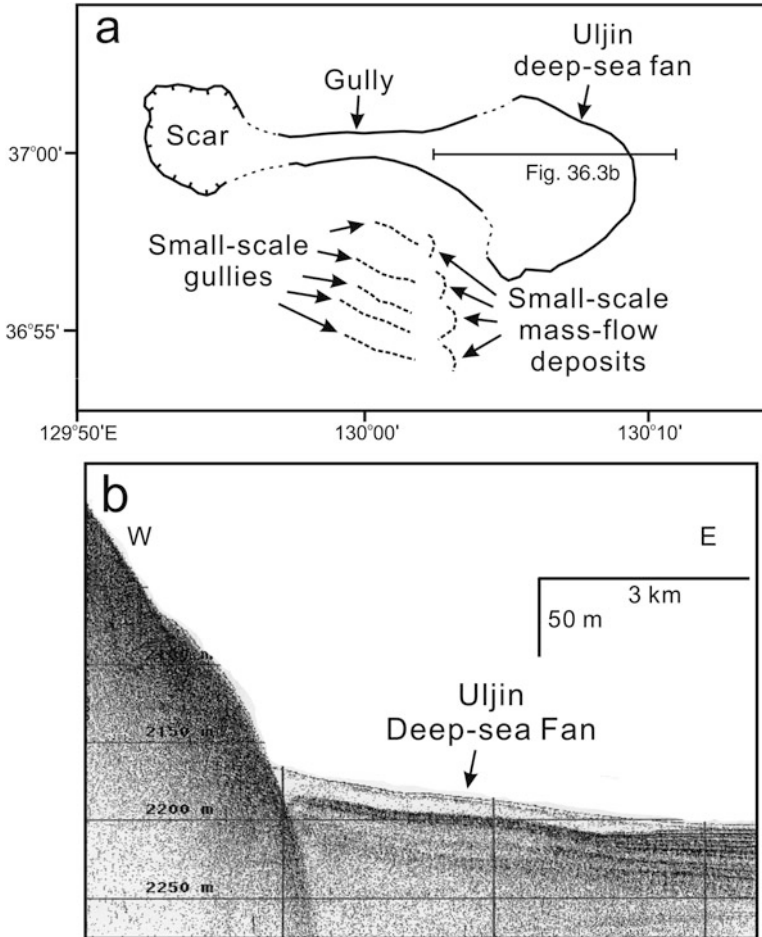 a
Uljin
deep-sea fan
Gully
Scar
37°00'
Fig. 36.3b
Small-scale
gullies
Small-scale
mass-flow
deposits
36°55'
129°50'E
130°00'
130°10'
b
W
E
3 km
50 m
Uljin
Deep-sea Fan
2150 m
2200 m
2250 m